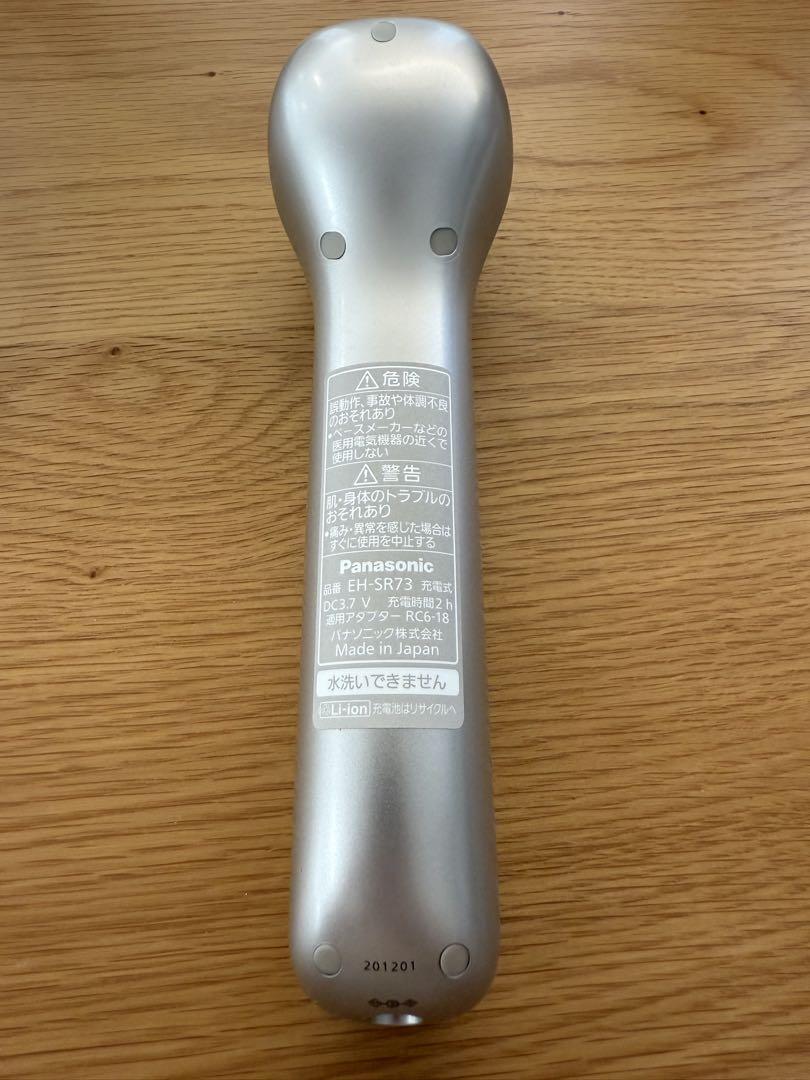 危険
誤動作、事故や体調不良
のおそれあり
•ペースメーカーなどの
医用電気機器の近くで
使用しない
警告
肌・身体のトラブルの
おそれあり
•痛み・異常を感じた場合は
すぐに使用を中止する
Panasonic
品番 EH-SR73 充電式
DC3.7 V 充電時間2 h
適用アダプター RC6-18
パナソニック株式会社
Made in Japan
水洗いできません
Li-ion 充電池はリサイクルへ
201201